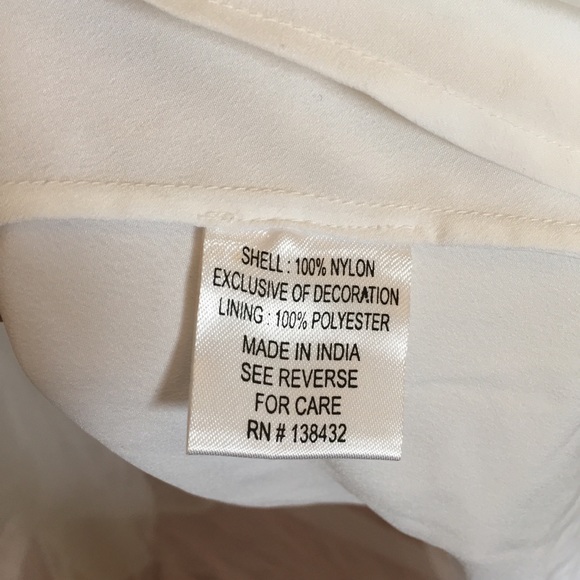 SHELL : 100% NYLON
EXCLUSIVE OF DECORATION
LINING : 100% POLYESTER
MADE IN INDIA
SEE REVERSE
FOR CARE
RN # 138432